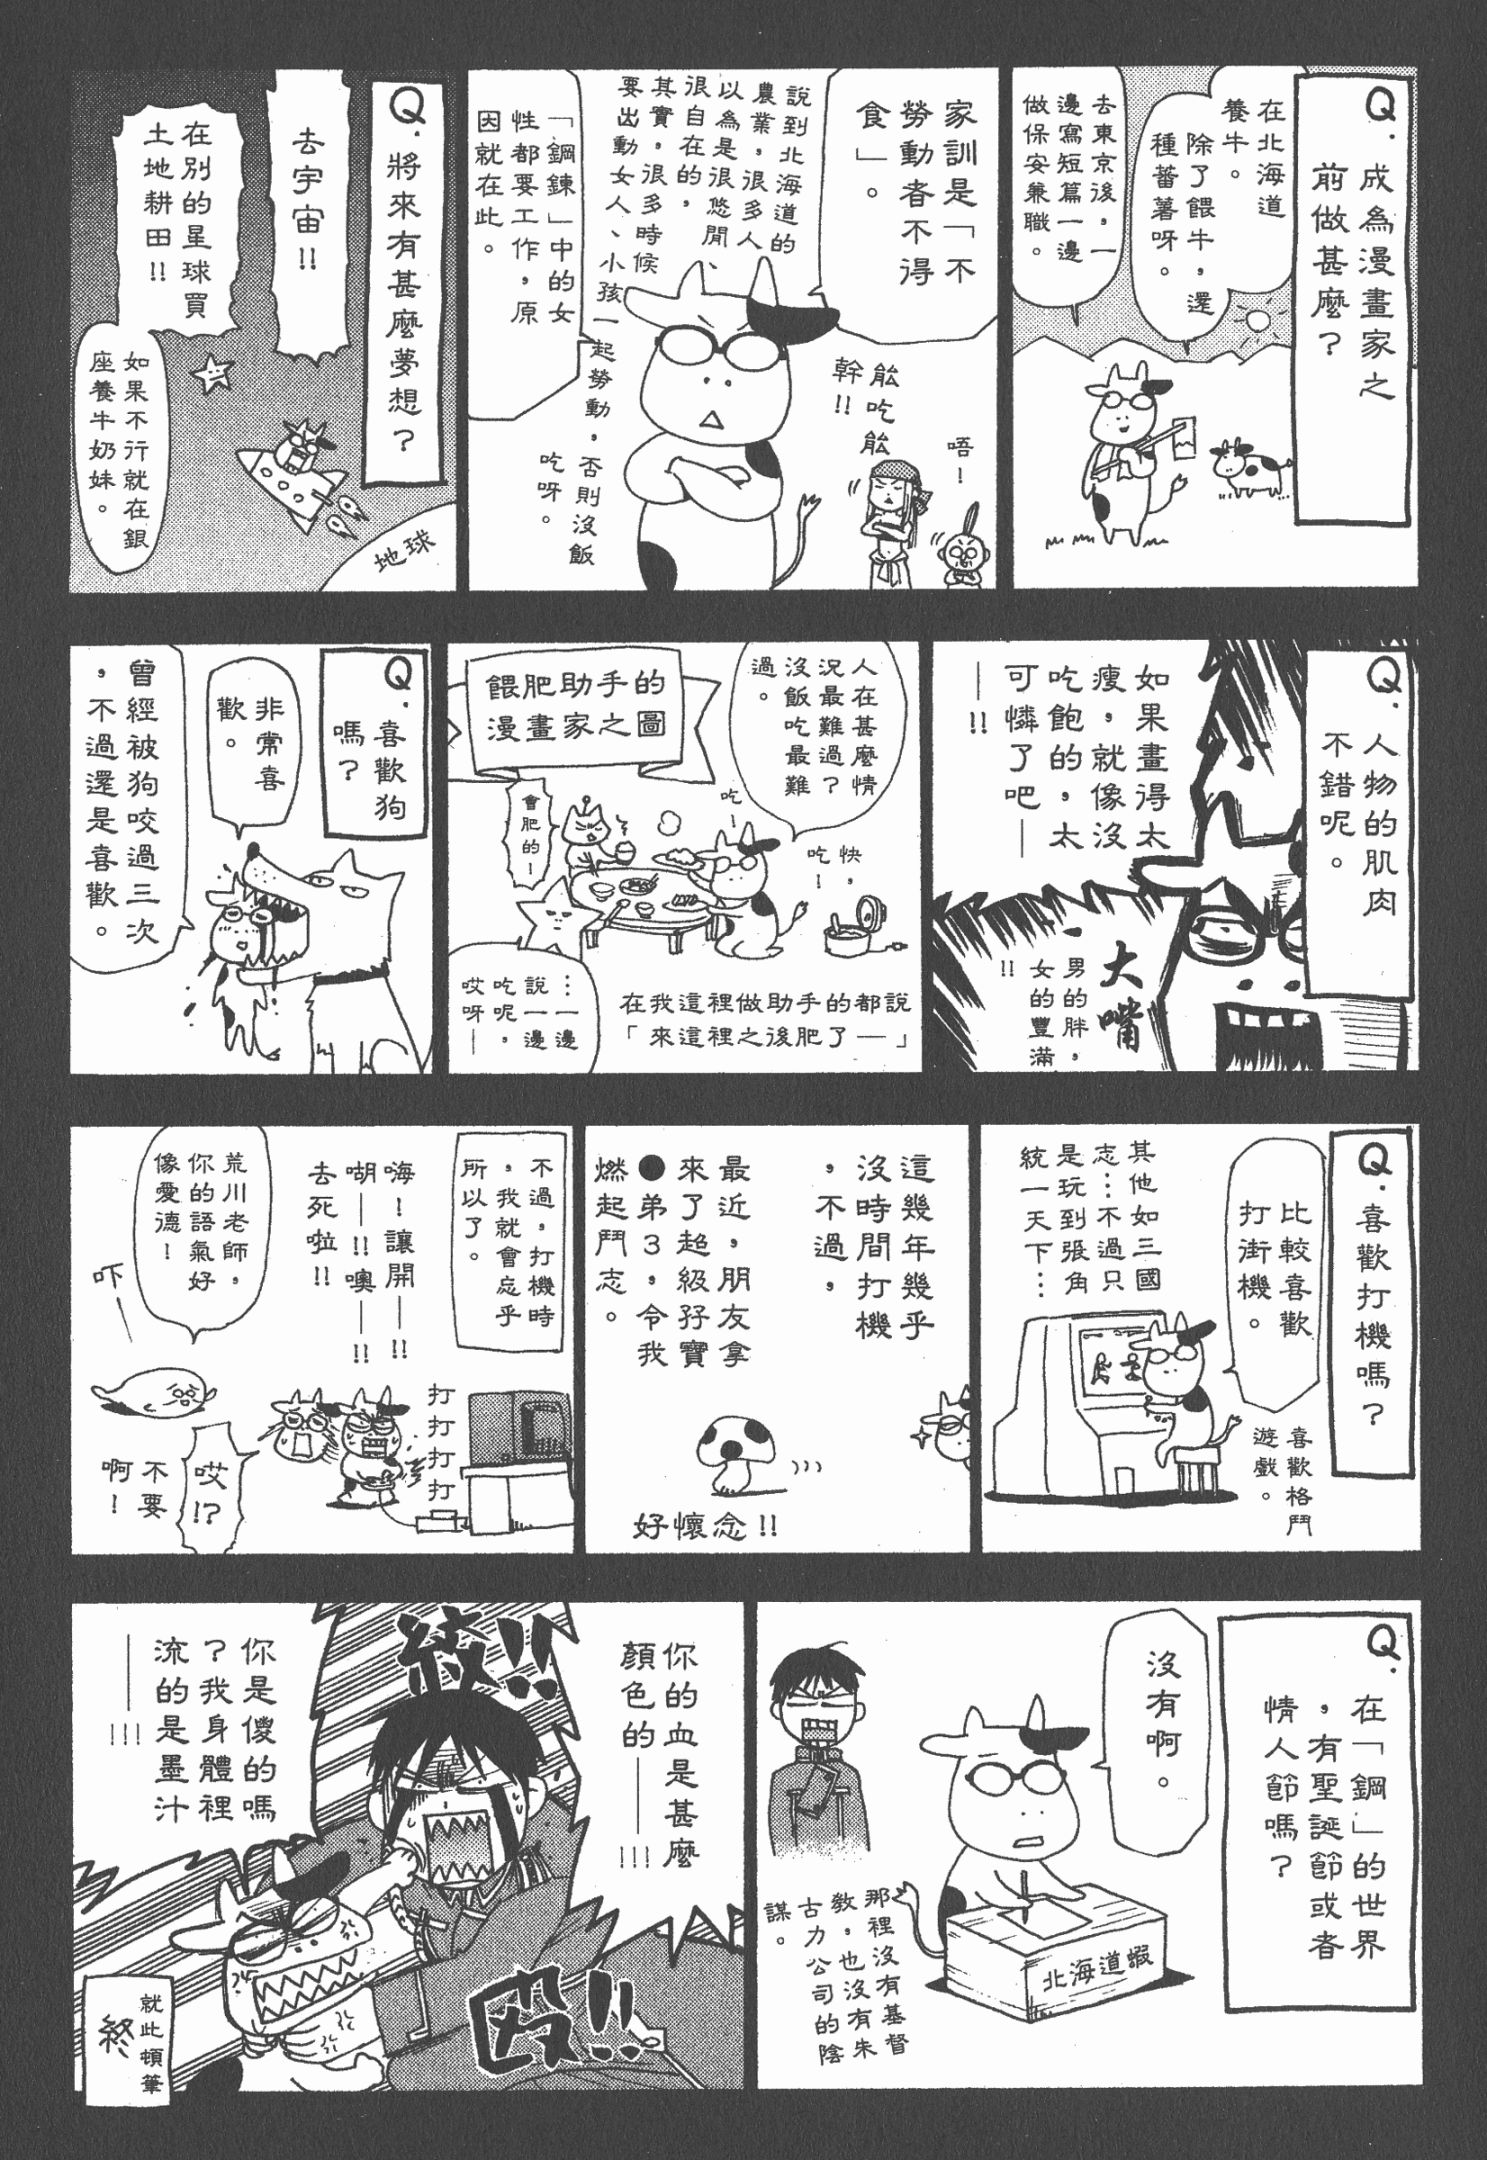 Q.成為漫畫家之
前做甚麼？
在北海道
養牛。
除了餵牛，還
種蕃薯呀。
去東京後，一
邊寫短篇一邊
做保安兼職。
家訓是「不
勞動者不得
食」。
說到北海道的
農業，很多人
以為是很悠閒、
很自在的，
其實，很多時候
要出動女人、小孩一起勞動，否則沒飯
吃呀。
能吃能
幹!!
唔！
「鋼鍊」中的女
性都要工作，原
因就在此。
Q.將來有甚麼夢想？
去宇宙!!
在別的星球買
土地耕田!!
如果不行就在銀
座養牛奶妹。
地球
Q.人物的肌肉
不錯呢。
如果畫得太
瘦，就像沒
吃飽的，太
可憐了吧—
—!!
大嘴
男的胖，
女的豐滿
!!
人在甚麼情
況最難過？
沒飯吃最難
過。
餵肥助手的
漫畫家之圖
吃！
快，
吃！
會肥的！
在我這裡做助手的都說
「來這裡之後肥了—」
…一邊
說一邊
吃呢，
哎呀—
Q.喜歡狗
嗎？
非常喜
歡。
曾經被狗咬過三次
，不過還是喜歡。
Q.喜歡打機嗎？
比較喜歡
打街機。
喜歡格鬥
遊戲。
其他如三國
志…不過只
是玩到張角
統一天下…
這幾年幾乎
沒時間打機
，不過，
最近，朋友拿
來了超級孖寶
●弟3，令我
燃起鬥志。
好懷念!!
不過，打機時
，我就會忘乎
所以了。
嗨！讓開—!!
咽—!!噢—!!
去死啦!!
打打打打
荒川老師，
你的語氣好
像愛德！
吓—
哎!?
不要
啊！
Q.在「鋼」的世界
，有聖誕節或者
情人節嗎？
沒有啊。
北海道蝦
那裡沒有基督
教，也沒有朱
古力公司的陰
謀。
你的血是甚麼
顏色的—!!!
毆!!
你是傻的嗎
？我身體裡
流的是墨汁
—!!!
就此頓筆
終